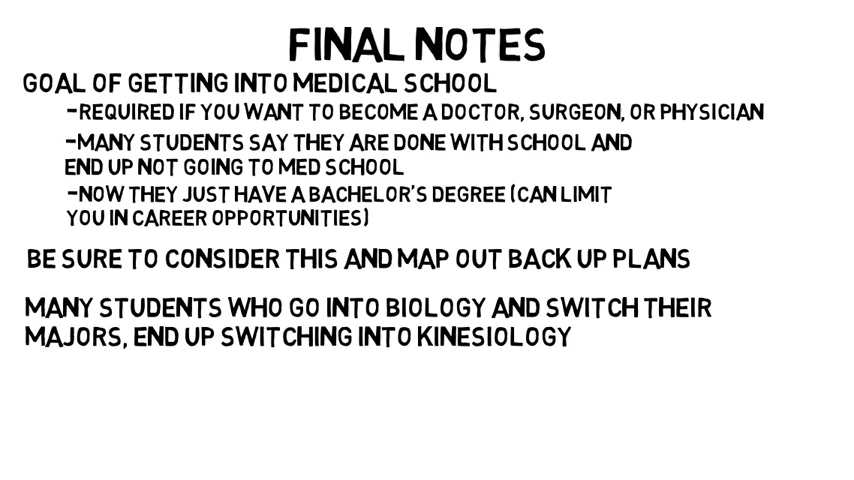 FINAL NOTES
GOAL OF GETTING INTO MEDICAL SCHOOL
-REQUIRED IF YOU WANT TO BECOME A DOCTOR, SURGEON, OR PHYSICIAN
-MANY STUDENTS SAY THEY ARE DONE WITH SCHOOL AND
END UP NOT GOING TO MED SCHOOL
-NOW THEY JUST HAVE A BACHELOR'S DEGREE (CAN LIMIT
YOU IN CAREER OPPORTUNITIES)
BE SURE TO CONSIDER THIS AND MAP OUT BACK UP PLANS
MANY STUDENTS WHO GO INTO BIOLOGY AND SWITCH THEIR
MAJORS, END UP SWITCHING INTO KINESIOLOGY